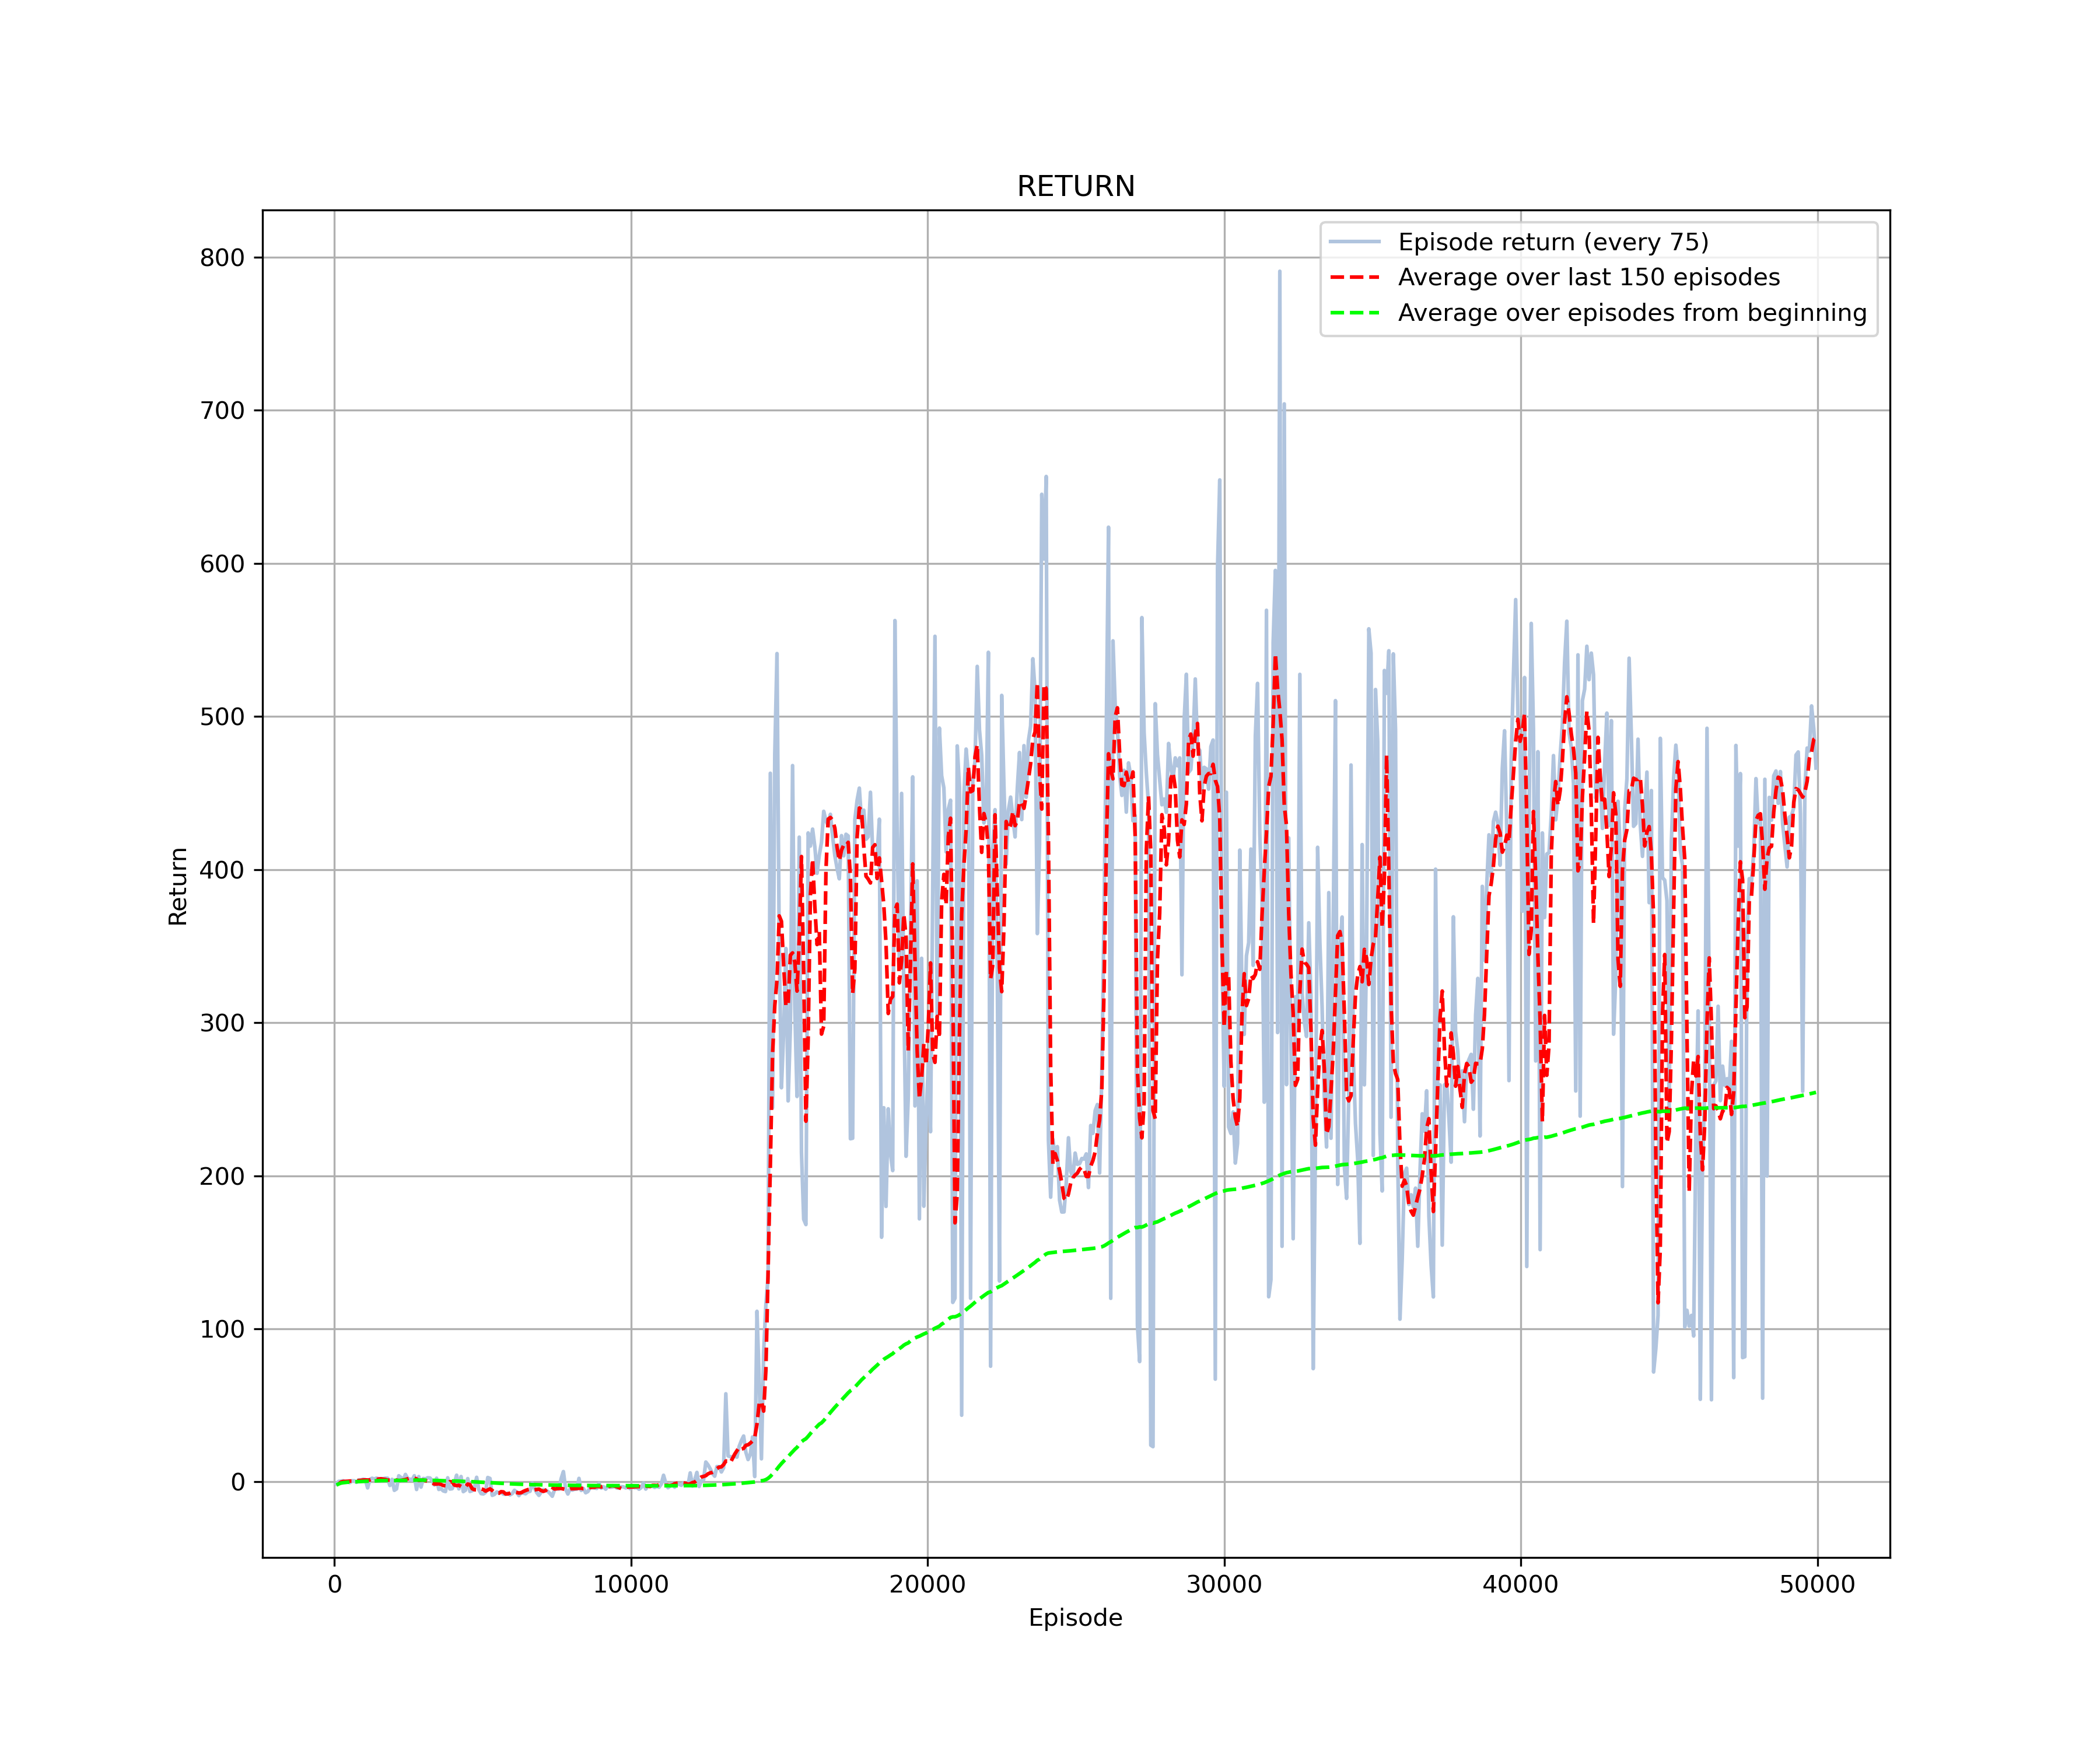 RETURN
Episode return (every 75)
Average over last 150 episodes
Average over episodes from beginning
800
700
600
500
400
300
200
100
0
Return
0 10000 20000 30000 40000 50000
Episode